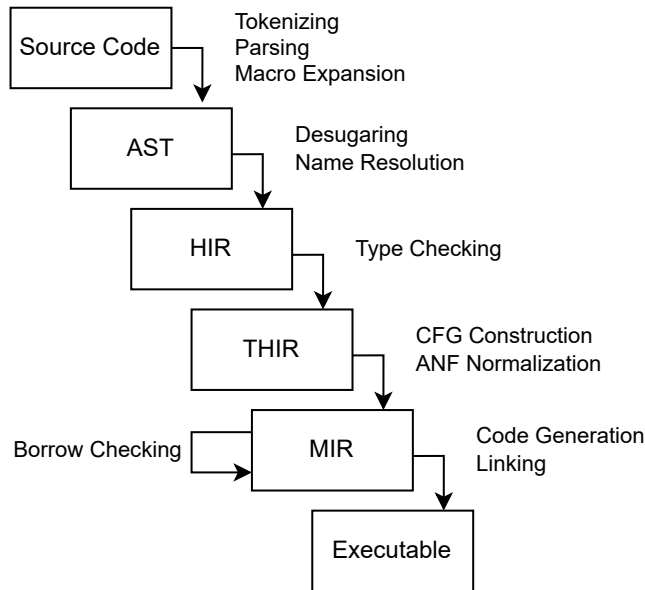 Source Code
Tokenizing
Parsing
Macro Expansion
AST
Desugaring
Name Resolution
HIR
Type Checking
THIR
CFG Construction
ANF Normalization
Borrow Checking
MIR
Code Generation
Linking
Executable